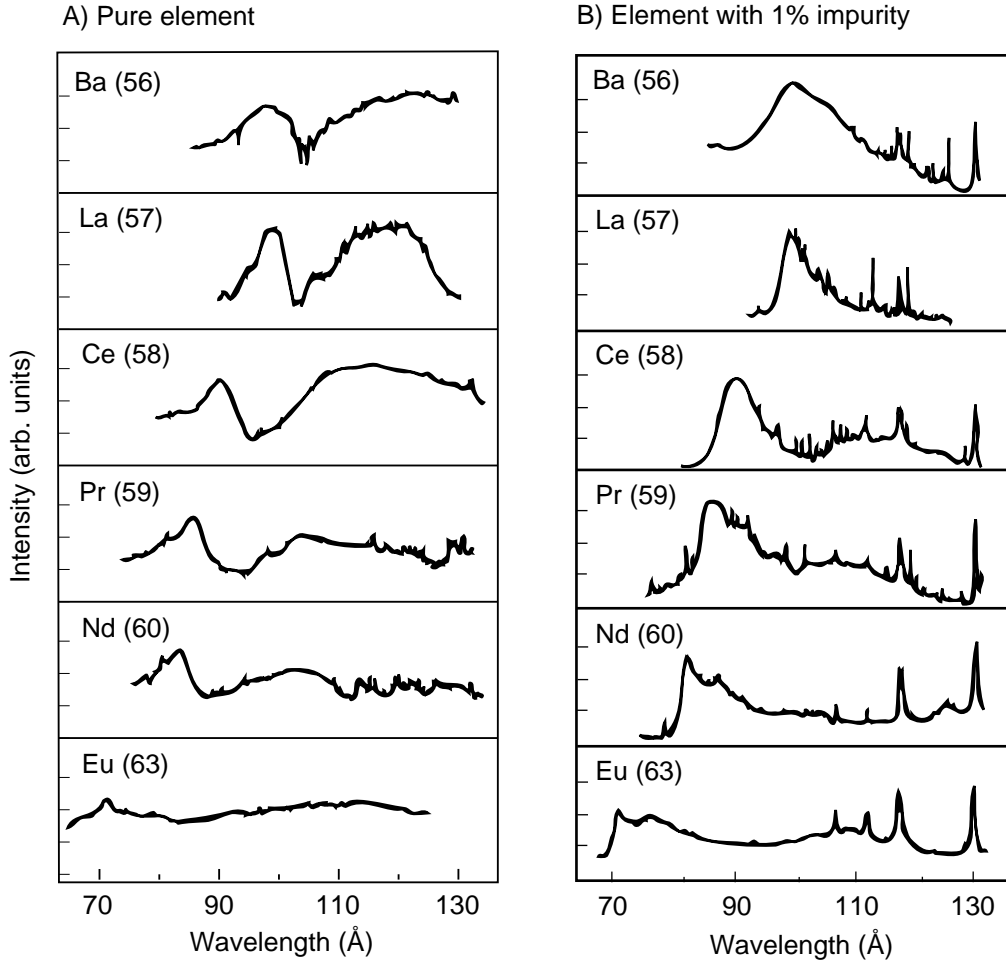 A) Pure element
B) Element with 1% impurity
Intensity (arb. units)
Ba (56)
La (57)
Ce (58)
Pr (59)
Nd (60)
Eu (63)
70 90 110 130
Wavelength (Å)
Ba (56)
La (57)
Ce (58)
Pr (59)
Nd (60)
Eu (63)
70 90 110 130
Wavelength (Å)